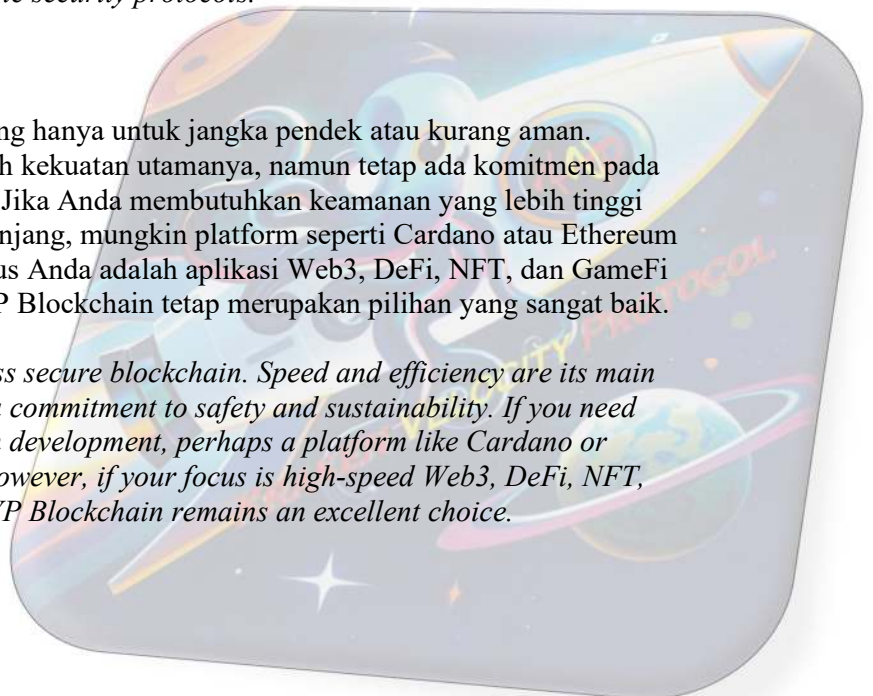 ne security protocols.
ng hanya untuk jangka pendek atau kurang aman.
h kekuatan utamanya, namun tetap ada komitmen pada
Jika Anda membutuhkan keamanan yang lebih tinggi
njang, mungkin platform seperti Cardano atau Ethereum
us Anda adalah aplikasi Web3, DeFi, NFT, dan GameFi
P Blockchain tetap merupakan pilihan yang sangat baik.
ss secure blockchain. Speed and efficiency are its main
commitment to safety and sustainability. If you need
development, perhaps a platform like Cardano or
owever, if your focus is high-speed Web3, DeFi, NFT,
VP Blockchain remains an excellent choice.
VELOCITY PROTOCOL